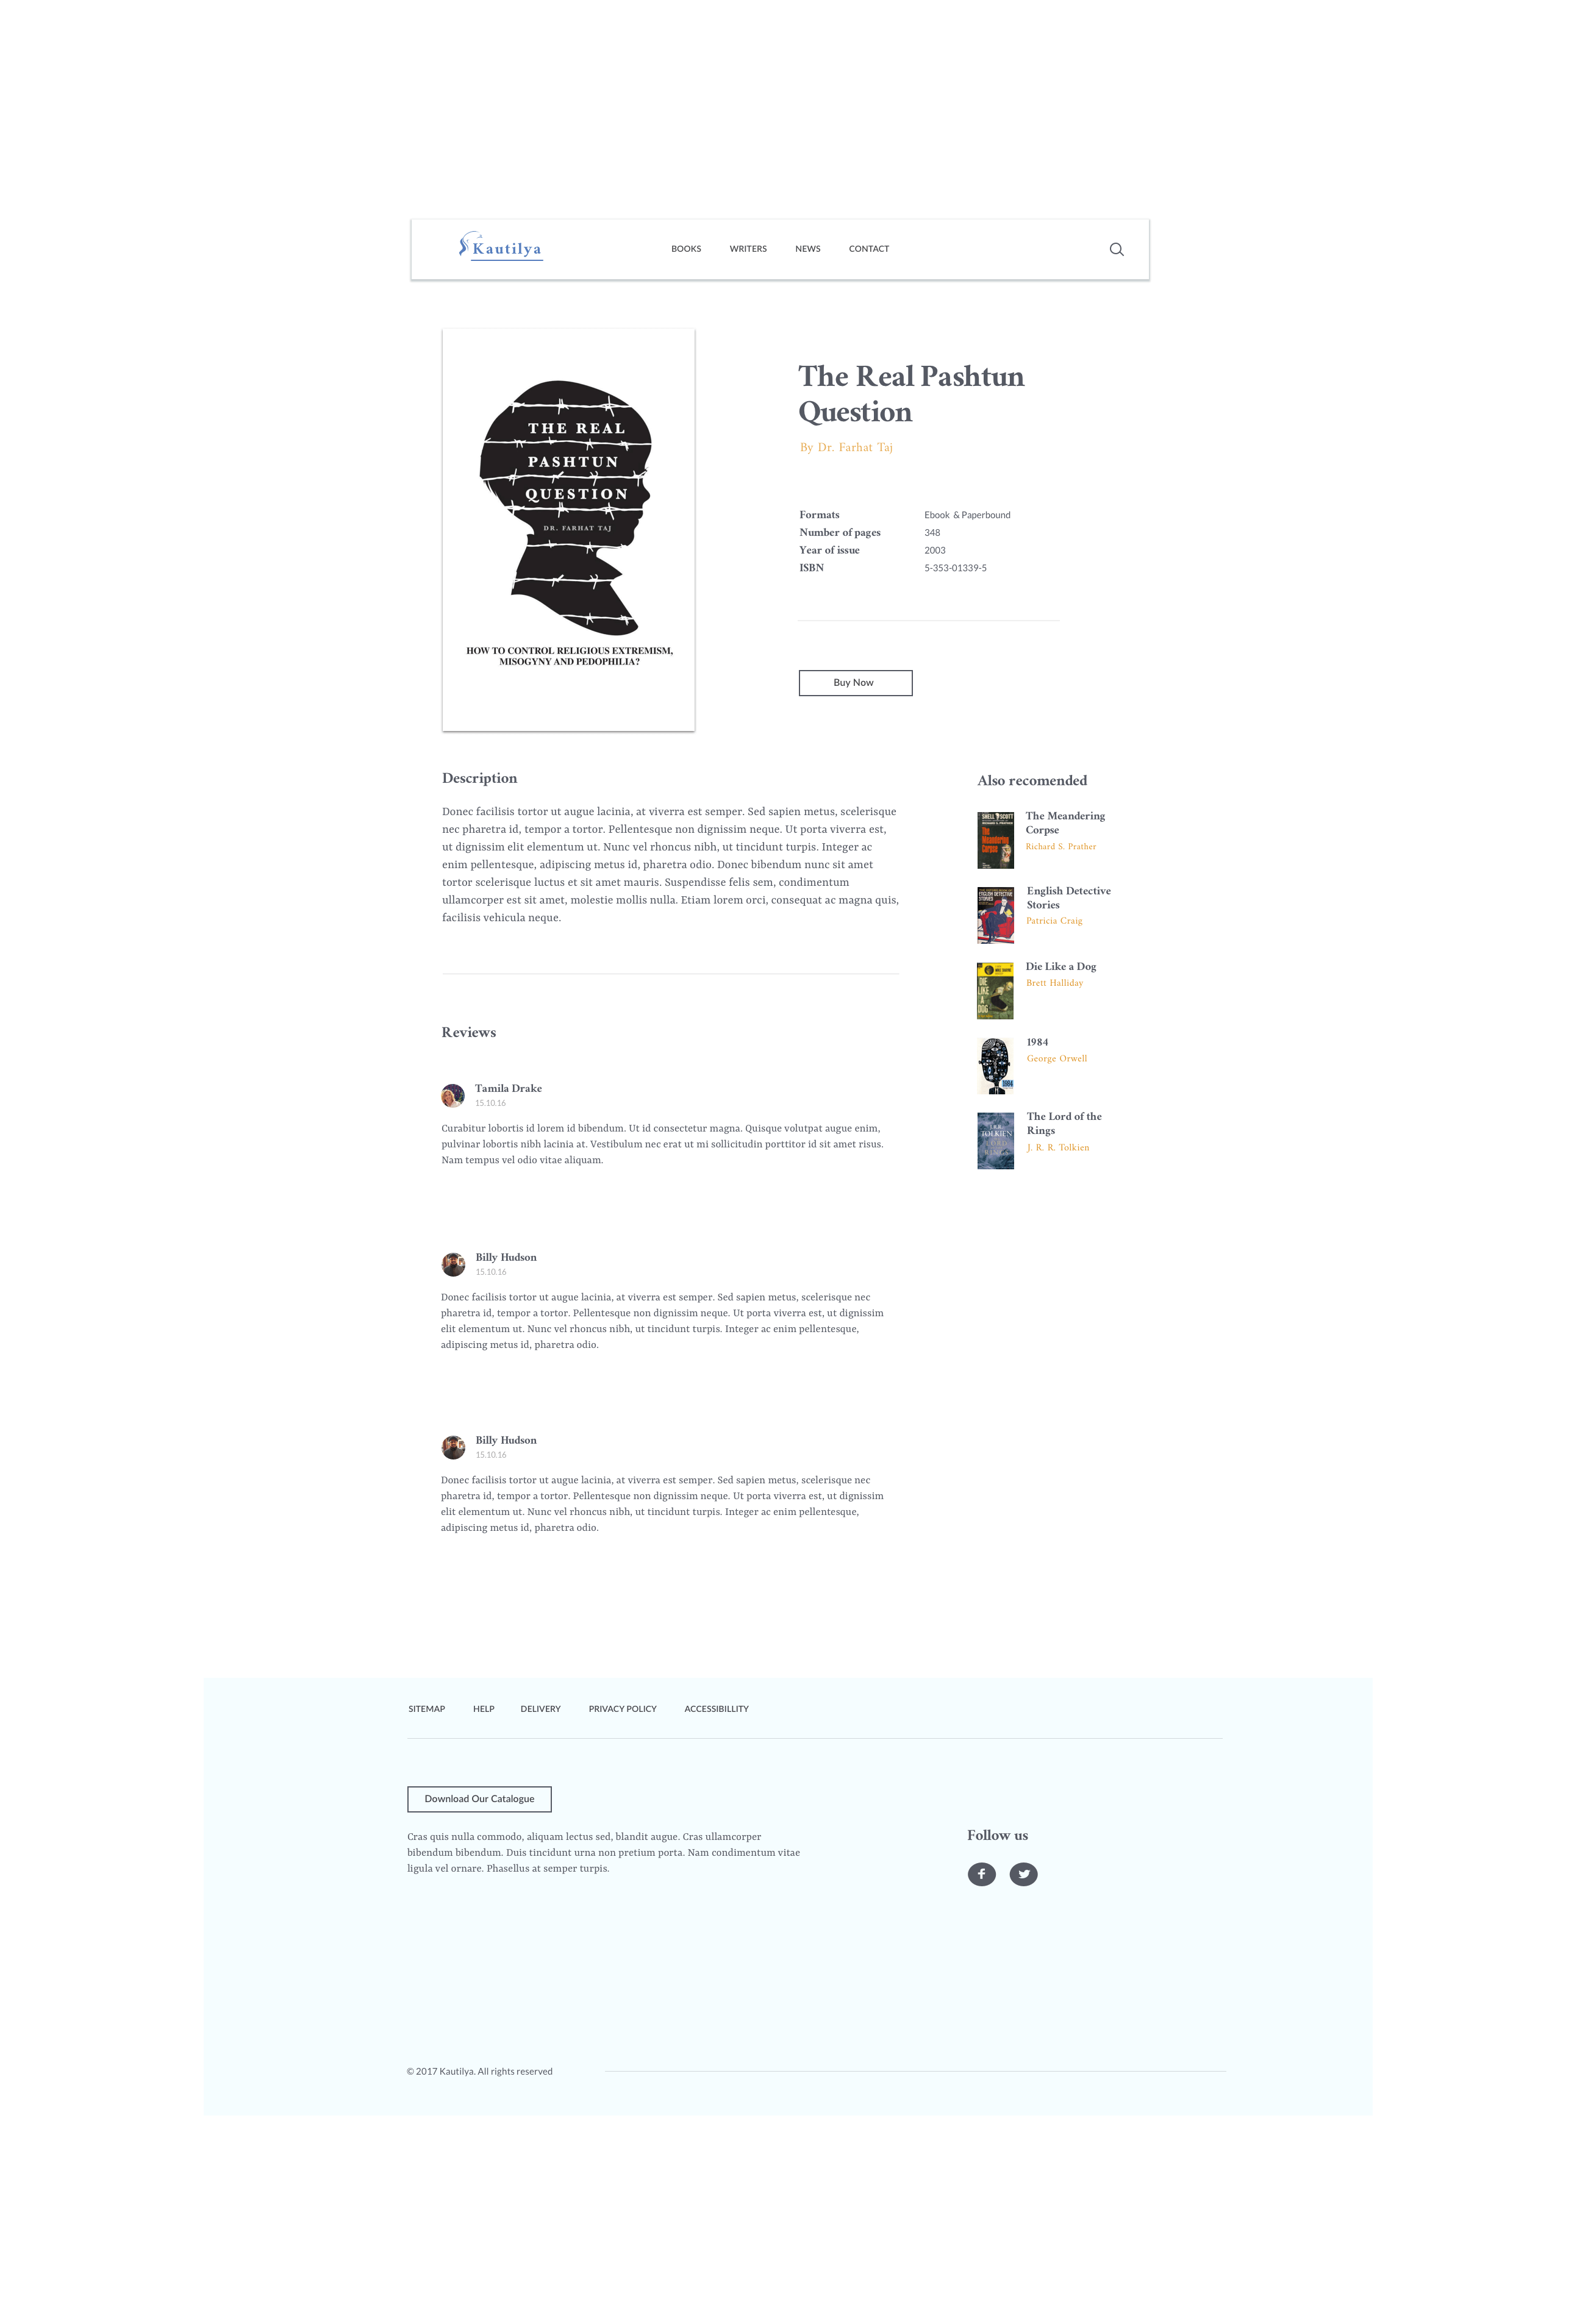 Kautilya
BOOKS WRITERS NEWS CONTACT
THE REAL
PASHTUN
QUESTION
DR. FARHAT TAJ
HOW TO CONTROL RELIGIOUS EXTREMISM,
MISOGYNY AND PEDOPHILIA?
The Real Pashtun
Question
By Dr. Farhat Taj
Formats Ebook & Paperbound
Number of pages 348
Year of issue 2003
ISBN 5-353-01339-5
Buy Now
Description
Donec facilisis tortor ut augue lacinia, at viverra est semper. Sed sapien metus, scelerisque
nec pharetra id, tempor a tortor. Pellentesque non dignissim neque. Ut porta viverra est,
ut dignissim elit elementum ut. Nunc vel rhoncus nibh, ut tincidunt turpis. Integer ac
enim pellentesque, adipiscing metus id, pharetra odio. Donec bibendum nunc sit amet
tortor scelerisque luctus et sit amet mauris. Suspendisse felis sem, condimentum
ullamcorper est sit amet, molestie mollis nulla. Etiam lorem orci, consequat ac magna quis,
facilisis vehicula neque.
Reviews
Tamila Drake
15.10.16
Curabitur lobortis id lorem id bibendum. Ut id consectetur magna. Quisque volutpat augue enim,
pulvinar lobortis nibh lacinia at. Vestibulum nec erat ut mi sollicitudin porttitor id sit amet risus.
Nam tempus vel odio vitae aliquam.
Billy Hudson
15.10.16
Donec facilisis tortor ut augue lacinia, at viverra est semper. Sed sapien metus, scelerisque nec
pharetra id, tempor a tortor. Pellentesque non dignissim neque. Ut porta viverra est, ut dignissim
elit elementum ut. Nunc vel rhoncus nibh, ut tincidunt turpis. Integer ac enim pellentesque,
adipiscing metus id, pharetra odio.
Billy Hudson
15.10.16
Donec facilisis tortor ut augue lacinia, at viverra est semper. Sed sapien metus, scelerisque nec
pharetra id, tempor a tortor. Pellentesque non dignissim neque. Ut porta viverra est, ut dignissim
elit elementum ut. Nunc vel rhoncus nibh, ut tincidunt turpis. Integer ac enim pellentesque,
adipiscing metus id, pharetra odio.
Also recomended
SHELL SCOTT
The
Meandering
Corpse
The Meandering
Corpse
Richard S. Prather
ENGLISH DETECTIVE
STORIES
English Detective
Stories
Patricia Craig
DIE
LIKE
A
DOG
Die Like a Dog
Brett Halliday
1984
1984
George Orwell
TOLKIEN
The Lord of the
Rings
J. R. R. Tolkien
SITEMAP HELP DELIVERY PRIVACY POLICY ACCESSIBILLITY
Download Our Catalogue
Cras quis nulla commodo, aliquam lectus sed, blandit augue. Cras ullamcorper
bibendum bibendum. Duis tincidunt urna non pretium porta. Nam condimentum vitae
ligula vel ornare. Phasellus at semper turpis.
Follow us
© 2017 Kautilya. All rights reserved